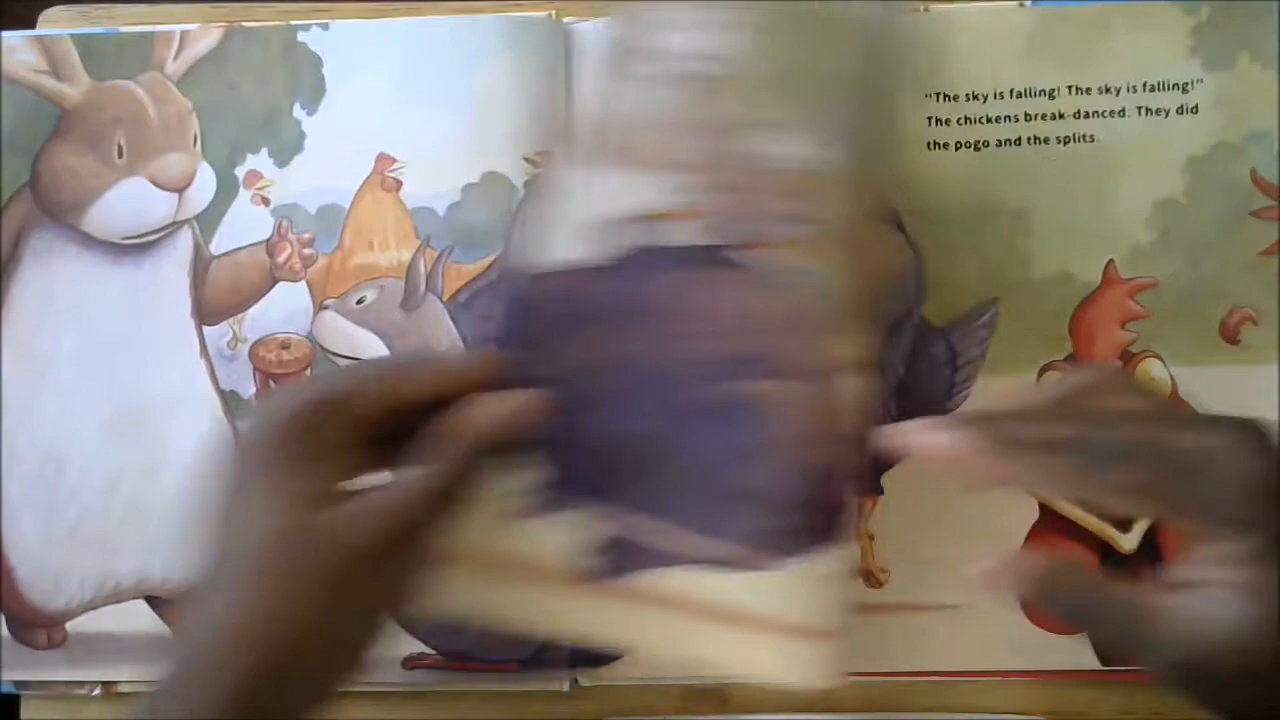 “The sky is falling! The sky is falling!”
The chickens break-danced. They did
the pogo and the splits.